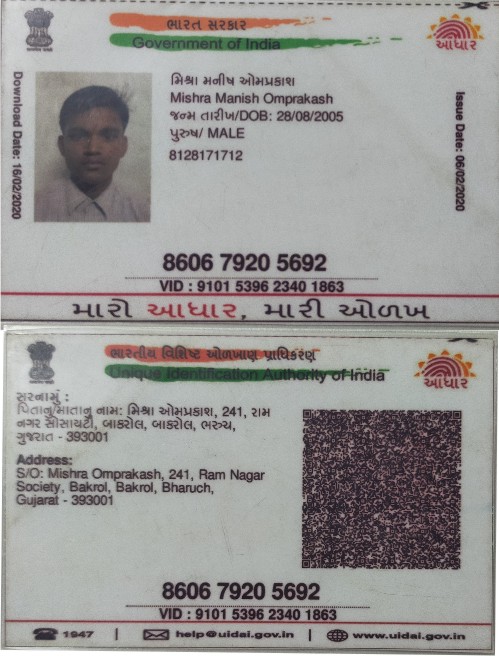 ભારત સરકાર
Government of India
આધાર
Download Date: 16/02/2020
મિશ્રા મનીષ ઓમપ્રકાશ
Mishra Manish Omprakash
જન્મ તારીખ/DOB: 28/08/2005
પુરુષ/ MALE
8128171712
Issue Date: 06/02/2020
8606 7920 5692
VID : 9101 5396 2340 1863
મારો આધાર, મારી ઓળખ
ભારતીય વિશિષ્ટ ઓળખાણ પ્રાધિકરણ
Unique Identification Authority of India
આધાર
સરનામું :
પિતાનું/માતાનું નામ: મિશ્રા ઓમપ્રકાશ, 241, રામ
નગર સોસાયટી, બાકરોલ, બાકરોલ, ભરુચ,
ગુજરાત - 393001
Address:
S/O: Mishra Omprakash, 241, Ram Nagar
Society, Bakrol, Bakrol, Bharuch,
Gujarat - 393001
8606 7920 5692
VID : 9101 5396 2340 1863
1947 | help@uidai.gov.in | www.uidai.gov.in